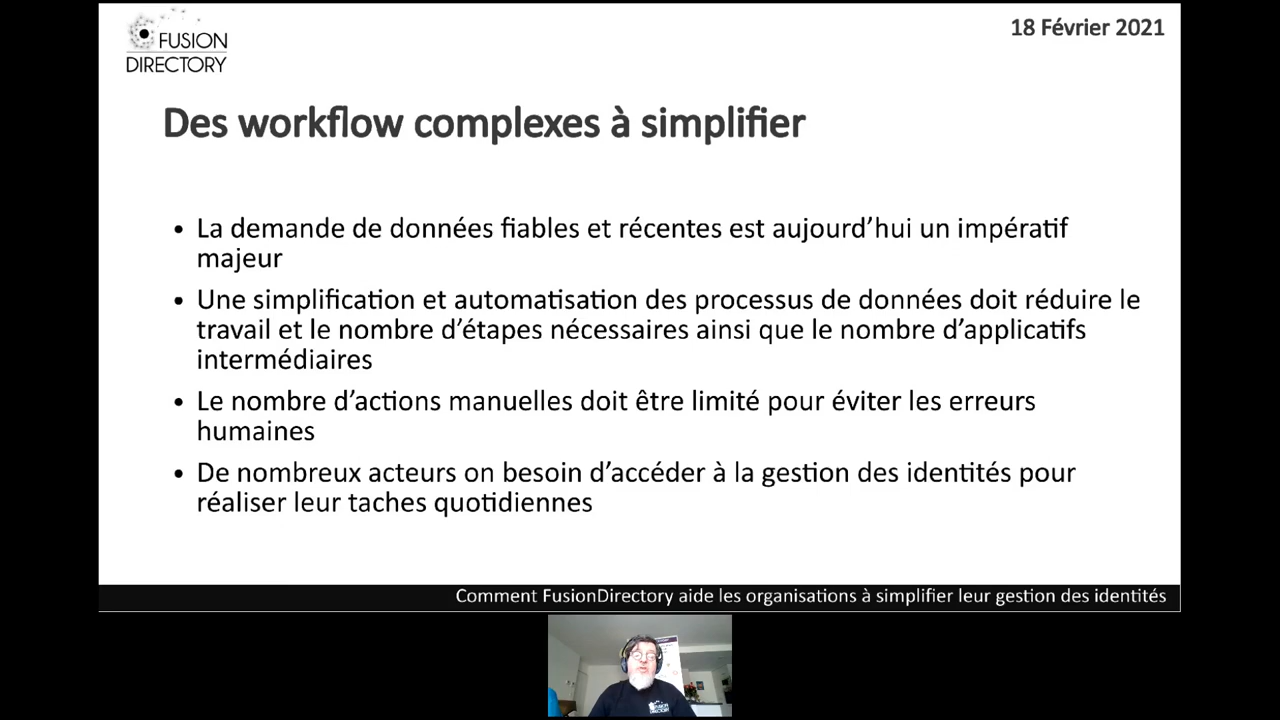 FUSION
DIRECTORY
18 Février 2021
Des workflow complexes à simplifier
• La demande de données fiables et récentes est aujourd’hui un impératif
majeur
• Une simplification et automatisation des processus de données doit réduire le
travail et le nombre d’étapes nécessaires ainsi que le nombre d’applicatifs
intermédiaires
• Le nombre d’actions manuelles doit être limité pour éviter les erreurs
humaines
• De nombreux acteurs on besoin d’accéder à la gestion des identités pour
réaliser leur taches quotidiennes
Comment FusionDirectory aide les organisations à simplifier leur gestion des identités
FUSION
DIRECTORY